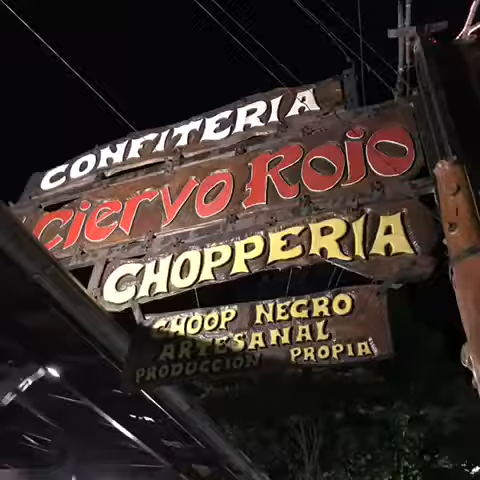 CONFITERIA
Ciervo Rojo
CHOPPERIA
CHOOP NEGRO
ARTESANAL
PRODUCCION PROPIA